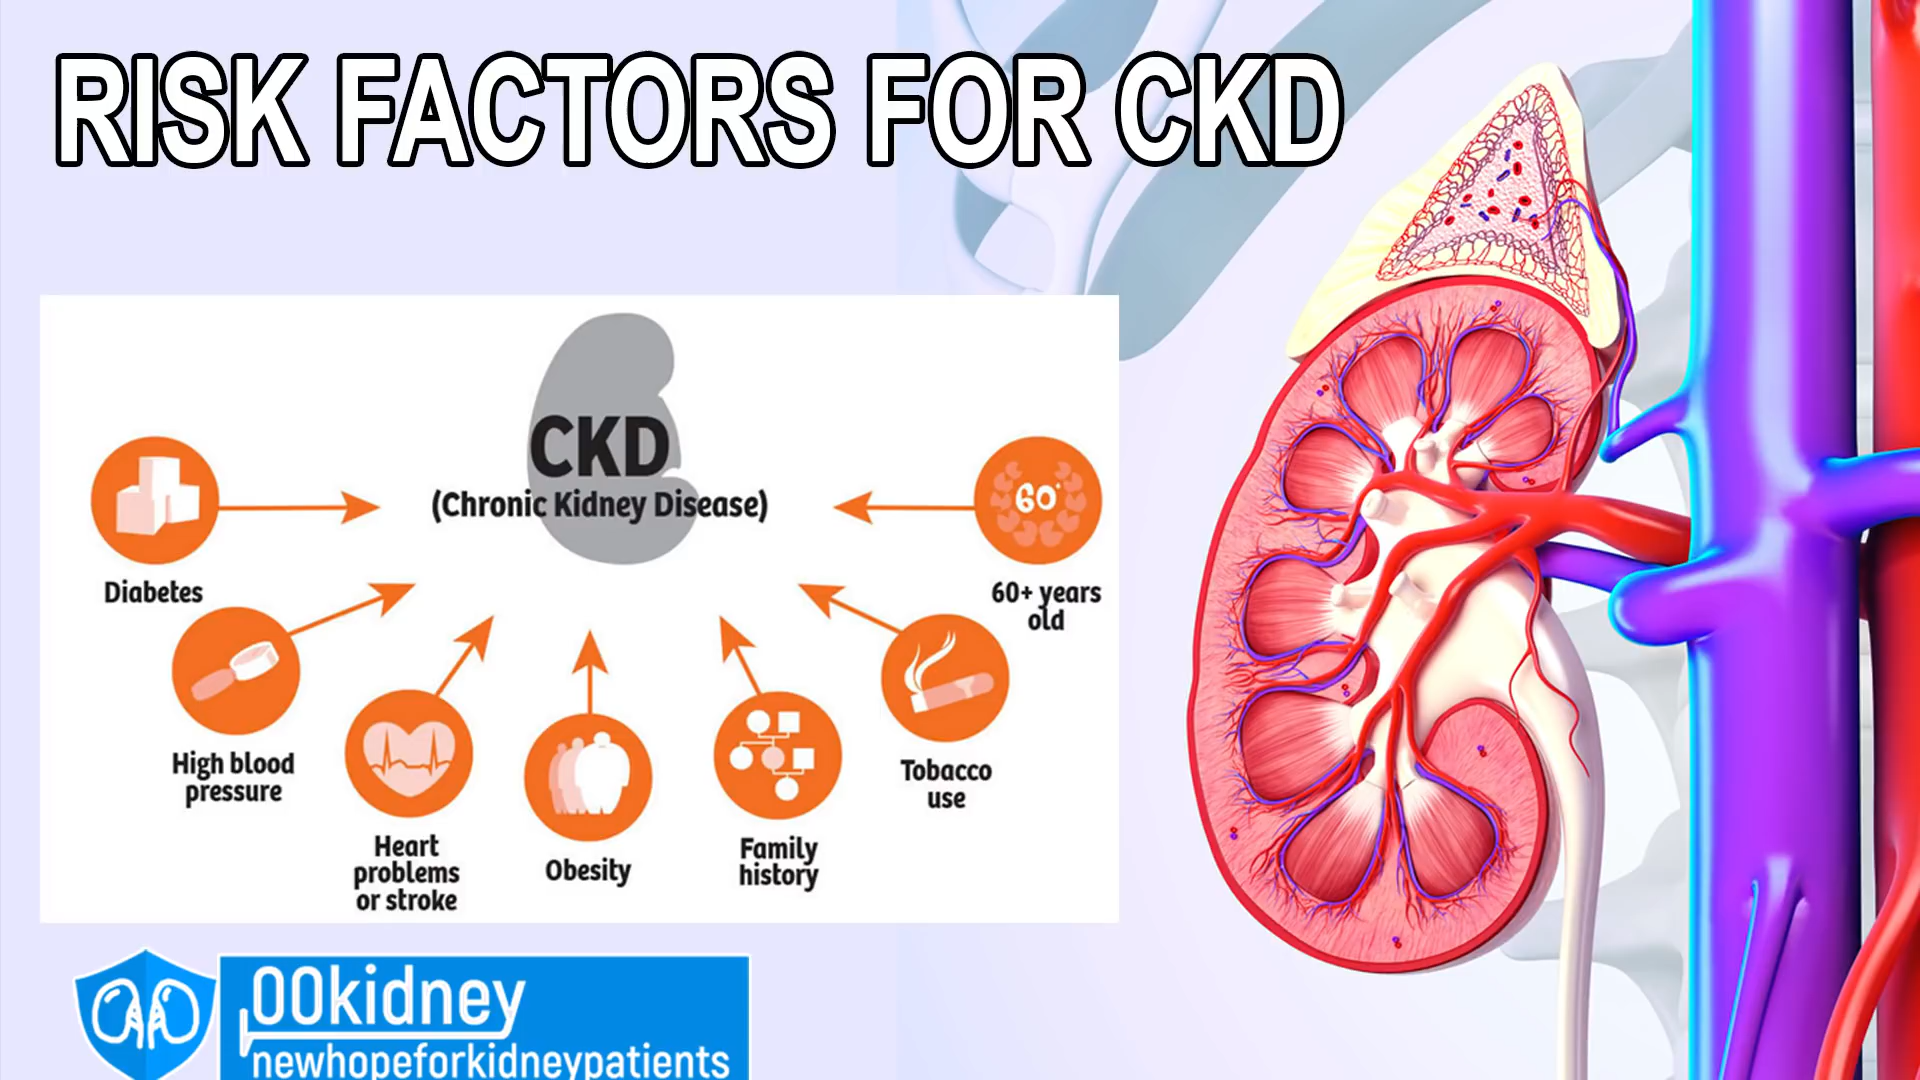 RISK FACTORS FOR CKD
CKD
(Chronic Kidney Disease)
60+
Diabetes
60+ years
old
High blood
pressure
Heart
problems
or stroke
Obesity
Family
history
Tobacco
use
00kidney
newhopeforkidneypatients